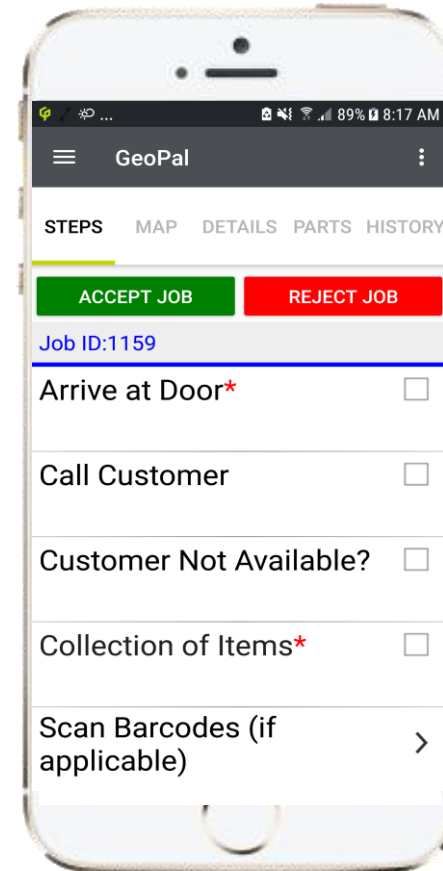 ... 89% 8:17 AM
GeoPal
STEPS MAP DETAILS PARTS HISTORY
ACCEPT JOB REJECT JOB
Job ID:1159
Arrive at Door*
Call Customer
Customer Not Available?
Collection of Items*
Scan Barcodes (if
applicable)